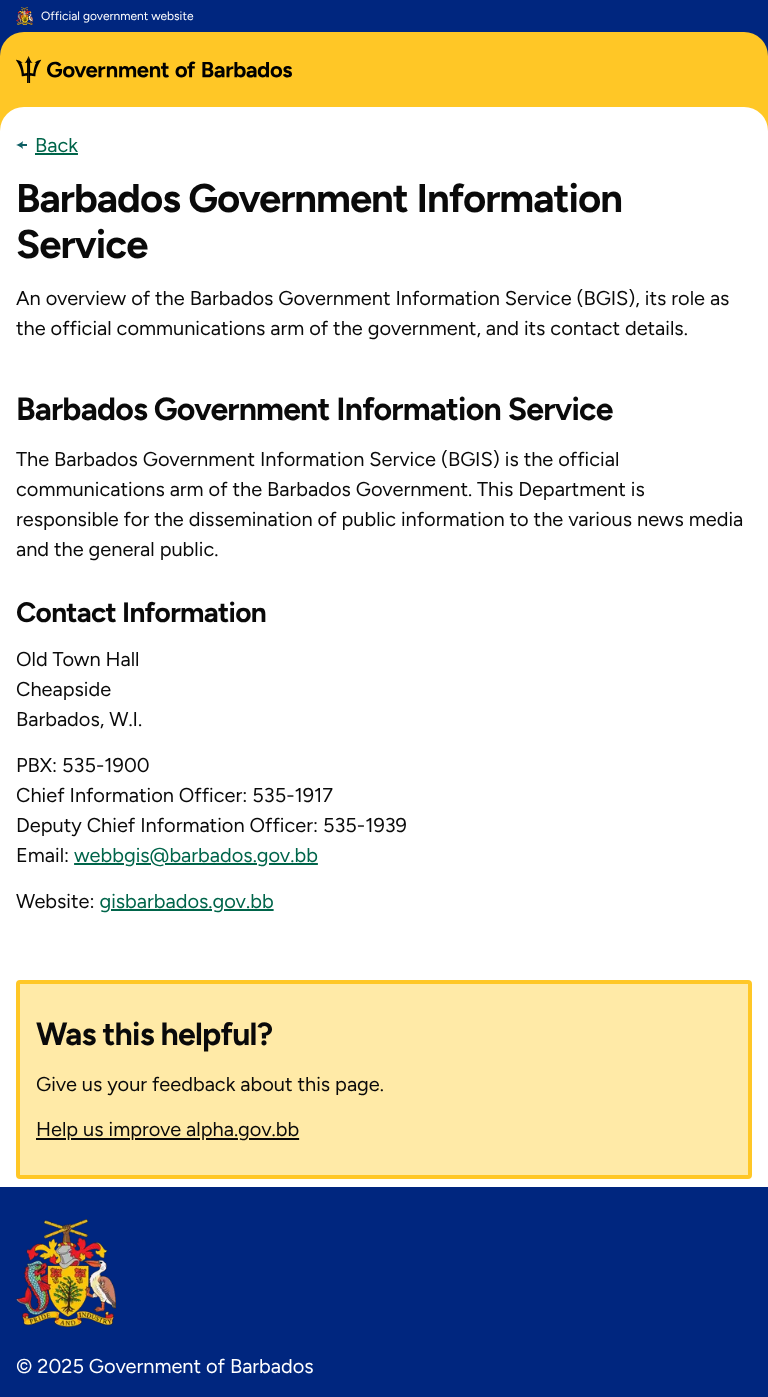 Official government website
Government of Barbados
Back
Barbados Government Information
Service
An overview of the Barbados Government Information Service (BGIS), its role as
the official communications arm of the government, and its contact details.
Barbados Government Information Service
The Barbados Government Information Service (BGIS) is the official
communications arm of the Barbados Government. This Department is
responsible for the dissemination of public information to the various news media
and the general public.
Contact Information
Old Town Hall
Cheapside
Barbados, W.I.
PBX: 535-1900
Chief Information Officer: 535-1917
Deputy Chief Information Officer: 535-1939
Email: webbgis@barbados.gov.bb
Website: gisbarbados.gov.bb
Was this helpful?
Give us your feedback about this page.
Help us improve alpha.gov.bb
PRIDE AND INDUSTRY
© 2025 Government of Barbados